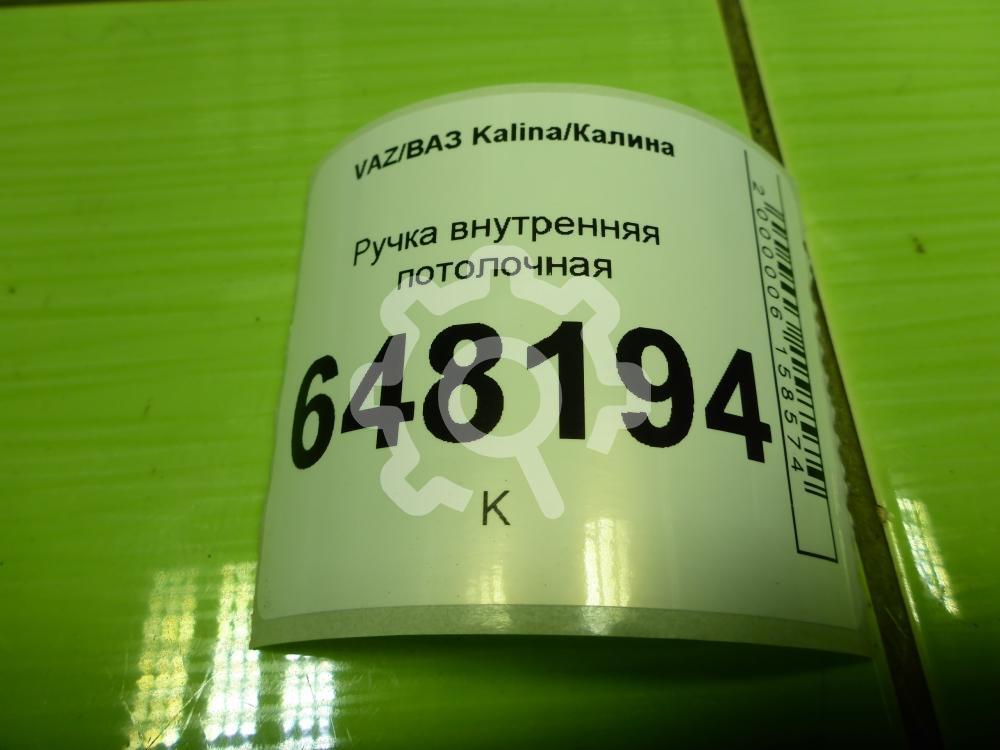 VAZ/ВАЗ Kalina/Калина
Ручка внутренняя
потолочная
648194
К
2000006158574